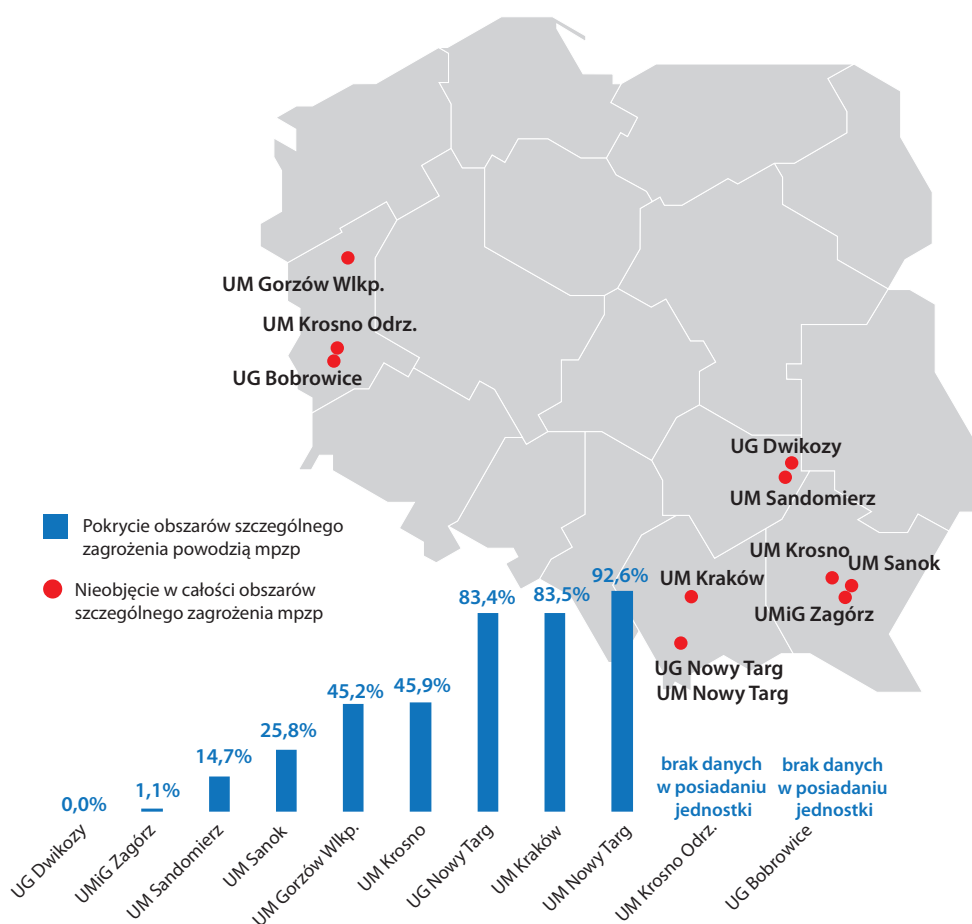 UM Gorzów Wlkp.
UM Krosno Odrz.
UG Bobrowice
UG Dwikozy
UM Sandomierz
UM Krosno
UM Sanok
UM Kraków
UMiG Zagórz
UG Nowy Targ
UM Nowy Targ
Pokrycie obszarów szczególnego
zagrożenia powodzią mpzp
Nieobjęcie w całości obszarów
szczególnego zagrożenia mpzp
0,0%
1,1%
14,7%
25,8%
45,2%
45,9%
83,4%
83,5%
92,6%
brak danych
w posiadaniu
jednostki
brak danych
w posiadaniu
jednostki
UG Dwikozy
UMiG Zagórz
UM Sandomierz
UM Sanok
UM Gorzów Wlkp.
UM Krosno
UG Nowy Targ
UM Kraków
UM Nowy Targ
UM Krosno Odrz.
UG Bobrowice